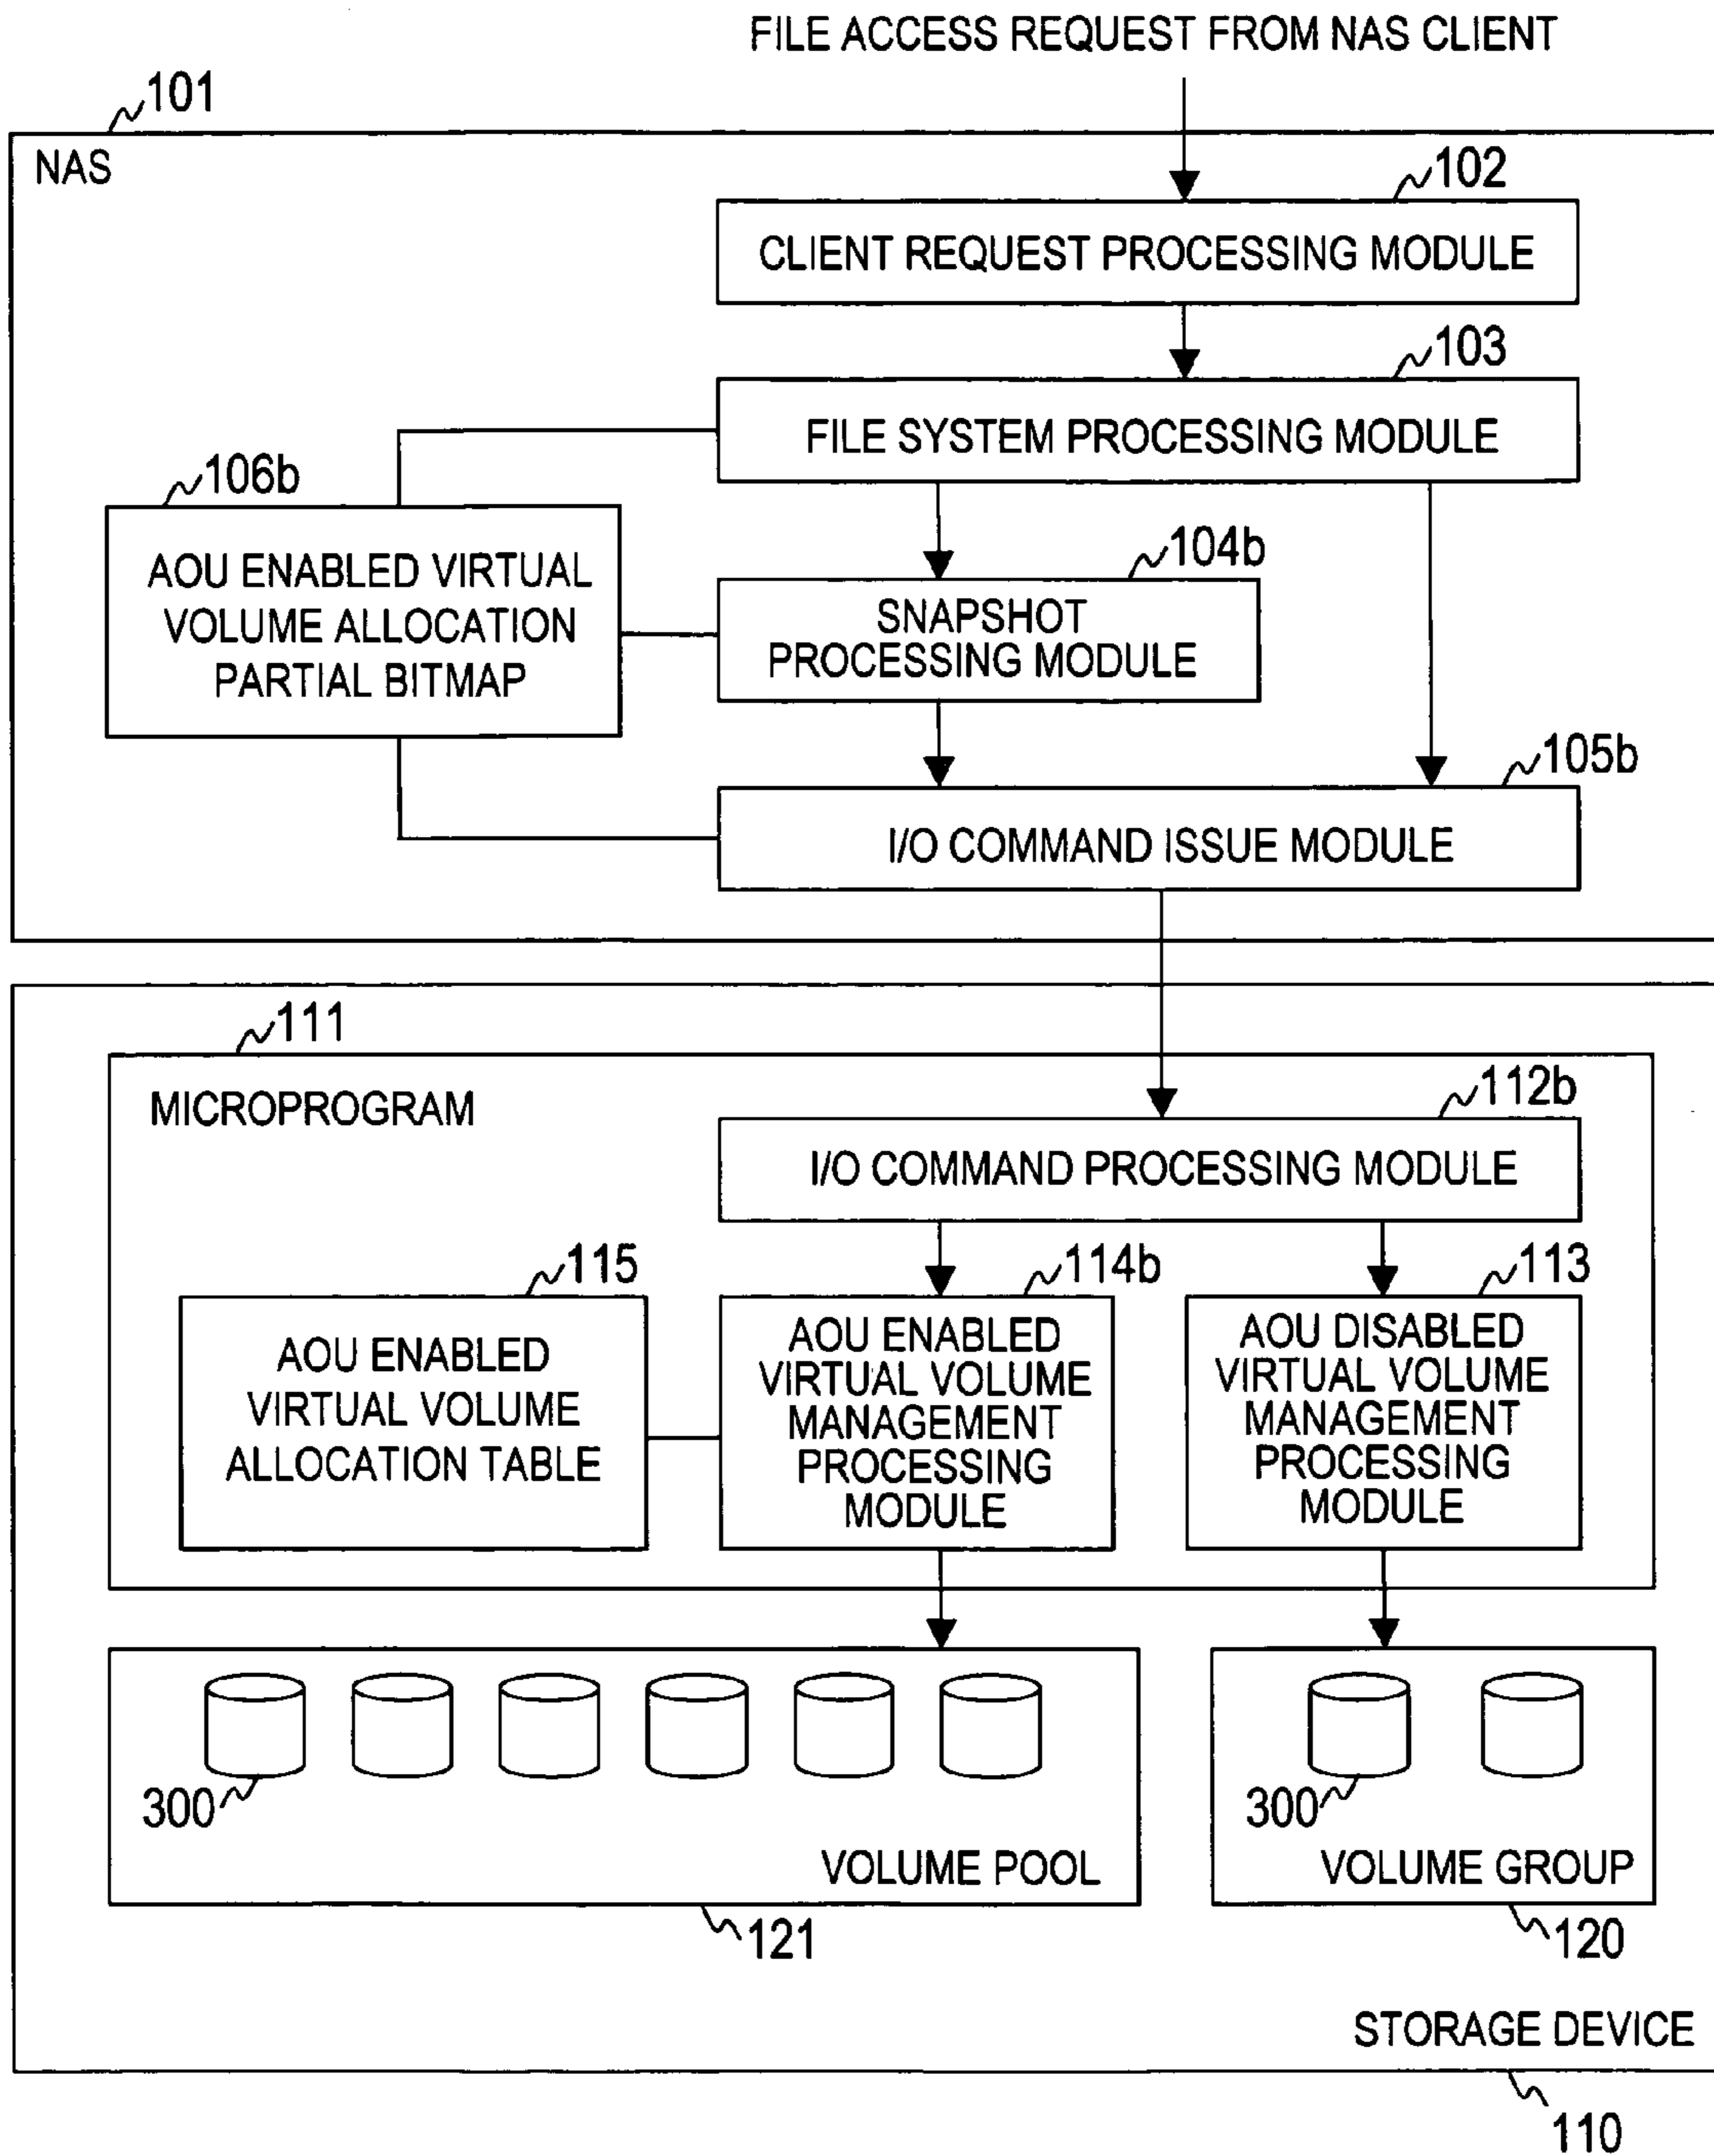 FILE ACCESS REQUEST FROM NAS CLIENT
101
NAS
102
CLIENT REQUEST PROCESSING MODULE
103
FILE SYSTEM PROCESSING MODULE
106b
AOU ENABLED VIRTUAL
VOLUME ALLOCATION
PARTIAL BITMAP
104b
SNAPSHOT
PROCESSING MODULE
105b
I/O COMMAND ISSUE MODULE
111
MICROPROGRAM
112b
I/O COMMAND PROCESSING MODULE
115
AOU ENABLED
VIRTUAL VOLUME
ALLOCATION TABLE
114b
AOU ENABLED
VIRTUAL VOLUME
MANAGEMENT
PROCESSING
MODULE
113
AOU DISABLED
VIRTUAL VOLUME
MANAGEMENT
PROCESSING
MODULE
300
VOLUME POOL
121
300
VOLUME GROUP
120
STORAGE DEVICE
110